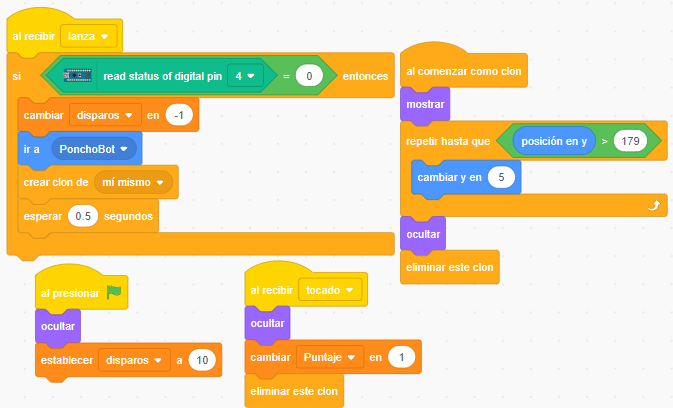 al recibir lanza
si read status of digital pin 4 = 0 entonces
cambiar disparos en -1
ir a PonchoBot
crear clon de mí mismo
esperar 0.5 segundos
al comenzar como clon
mostrar
repetir hasta que posición en y > 179
cambiar y en 5
ocultar
eliminar este clon
al presionar
ocultar
establecer disparos a 10
al recibir tocado
ocultar
cambiar Puntaje en 1
eliminar este clon